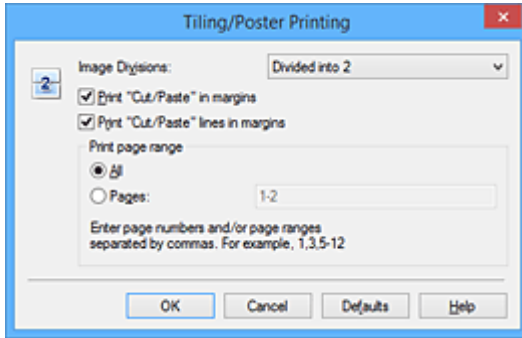 Tiling/Poster Printing
Image Divisions: Divided into 2
2
Print "Cut/Paste" in margins
Print "Cut/Paste" lines in margins
Print page range
All
Pages: 1-2
Enter page numbers and/or page ranges
separated by commas. For example, 1,3,5-12
OK Cancel Defaults Help